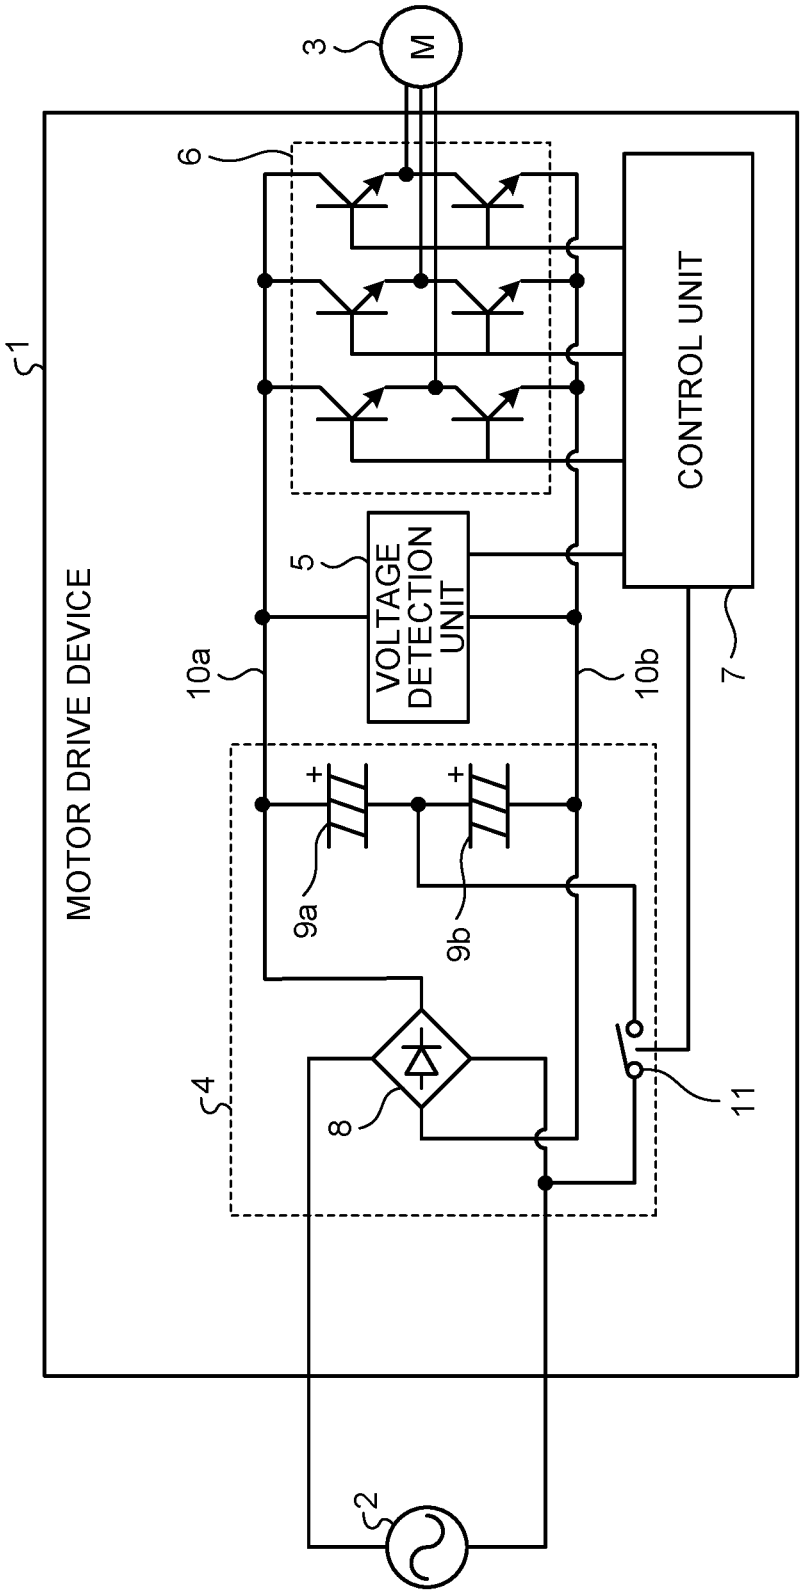 MOTOR DRIVE DEVICE
1
2
3
M
4
5
6
7
8
9a
9b
10a
10b
11
+
+
VOLTAGE
DETECTION
UNIT
CONTROL UNIT